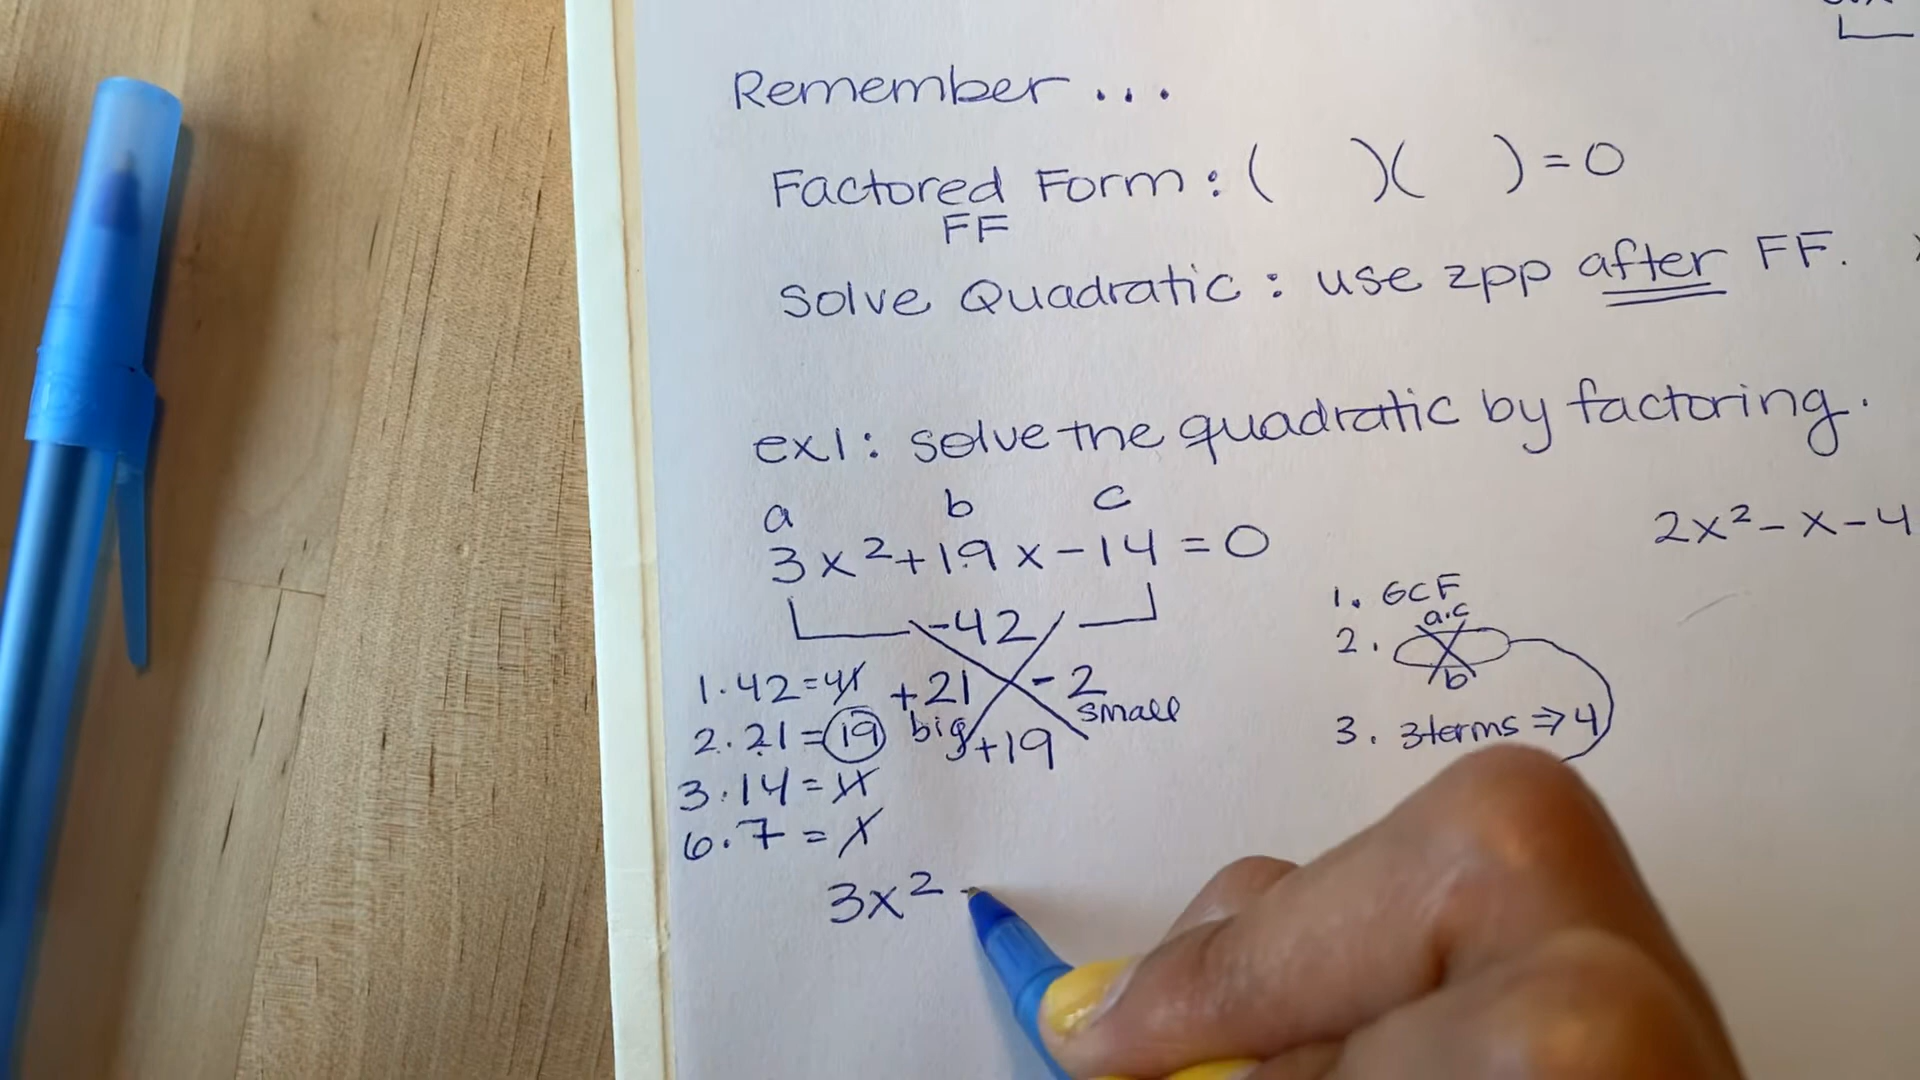 Remember ...
Factored Form : (     )(     ) = 0
FF
Solve Quadratic : use zpp after FF.
ex1: solve the quadratic by factoring.
a b c
3x²+19x-14 = 0
-42
1.42=41
+21 -2
big small
2.21=19
+19
3.14=11
6.7 = 1
3x² -
2x²-x-4
1. GCF
2. a.c
b
3. 3terms ⇒ 4